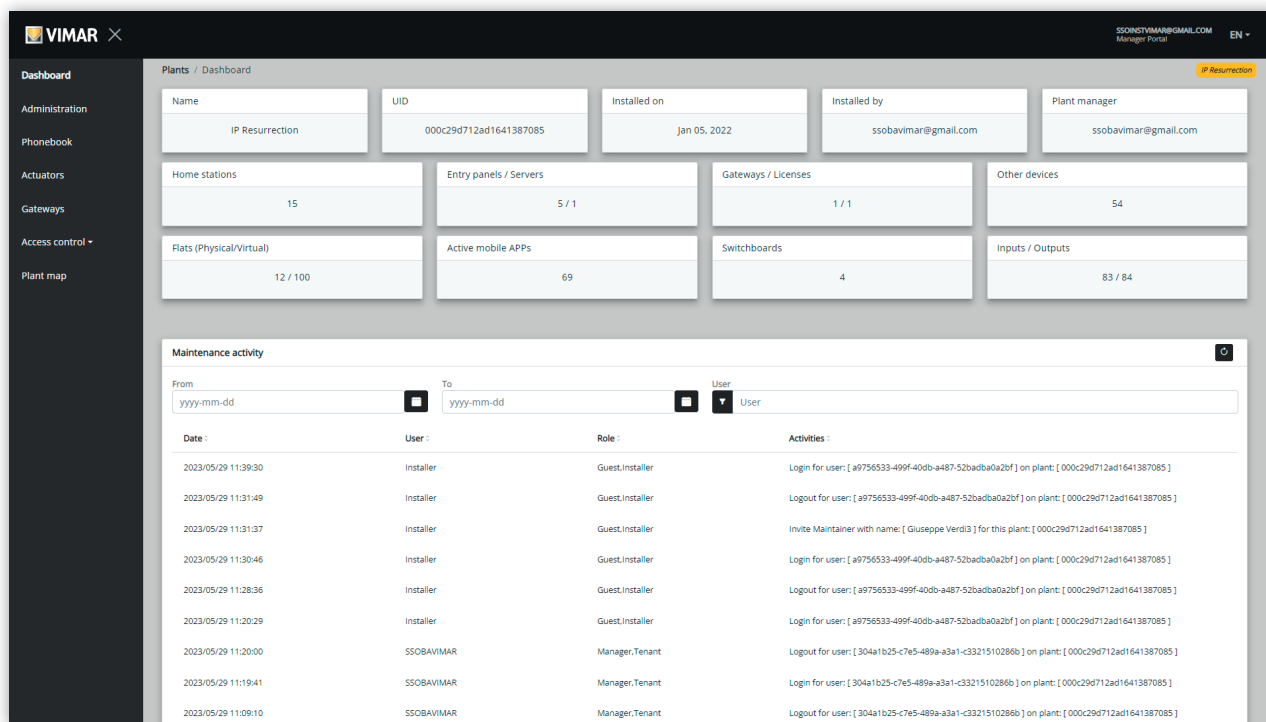 VIMAR
SSOINSTVIMAR@GMAIL.COM
Manager Portal
EN
Dashboard
Administration
Phonebook
Actuators
Gateways
Access control
Plant map
Plants / Dashboard
IP Resurrection
Name
IP Resurrection
UID
000c29d712ad1641387085
Installed on
Jan 05, 2022
Installed by
ssobavimar@gmail.com
Plant manager
ssobavimar@gmail.com
Home stations
15
Entry panels / Servers
5 / 1
Gateways / Licenses
1 / 1
Other devices
54
Flats (Physical/Virtual)
12 / 100
Active mobile APPs
69
Switchboards
4
Inputs / Outputs
83 / 84
Maintenance activity
From To User
yyyy-mm-dd yyyy-mm-dd User
Date User Role Activities
2023/05/29 11:39:30 Installer Guest,Installer Login for user: [ a9756533-499f-40db-a487-52badba0a2bf ] on plant: [ 000c29d712ad1641387085 ]
2023/05/29 11:31:49 Installer Guest,Installer Logout for user: [ a9756533-499f-40db-a487-52badba0a2bf ] on plant: [ 000c29d712ad1641387085 ]
2023/05/29 11:31:37 Installer Guest,Installer Invite Maintainer with name: [ Giuseppe Verdi3 ] for this plant: [ 000c29d712ad1641387085 ]
2023/05/29 11:30:46 Installer Guest,Installer Login for user: [ a9756533-499f-40db-a487-52badba0a2bf ] on plant: [ 000c29d712ad1641387085 ]
2023/05/29 11:28:36 Installer Guest,Installer Logout for user: [ a9756533-499f-40db-a487-52badba0a2bf ] on plant: [ 000c29d712ad1641387085 ]
2023/05/29 11:20:29 Installer Guest,Installer Login for user: [ a9756533-499f-40db-a487-52badba0a2bf ] on plant: [ 000c29d712ad1641387085 ]
2023/05/29 11:20:00 SSOBAVIMAR Manager,Tenant Logout for user: [ 304a1b25-c7e5-489a-a3a1-c3321510286b ] on plant: [ 000c29d712ad1641387085 ]
2023/05/29 11:19:41 SSOBAVIMAR Manager,Tenant Login for user: [ 304a1b25-c7e5-489a-a3a1-c3321510286b ] on plant: [ 000c29d712ad1641387085 ]
2023/05/29 11:09:10 SSOBAVIMAR Manager,Tenant Logout for user: [ 304a1b25-c7e5-489a-a3a1-c3321510286b ] on plant: [ 000c29d712ad1641387085 ]